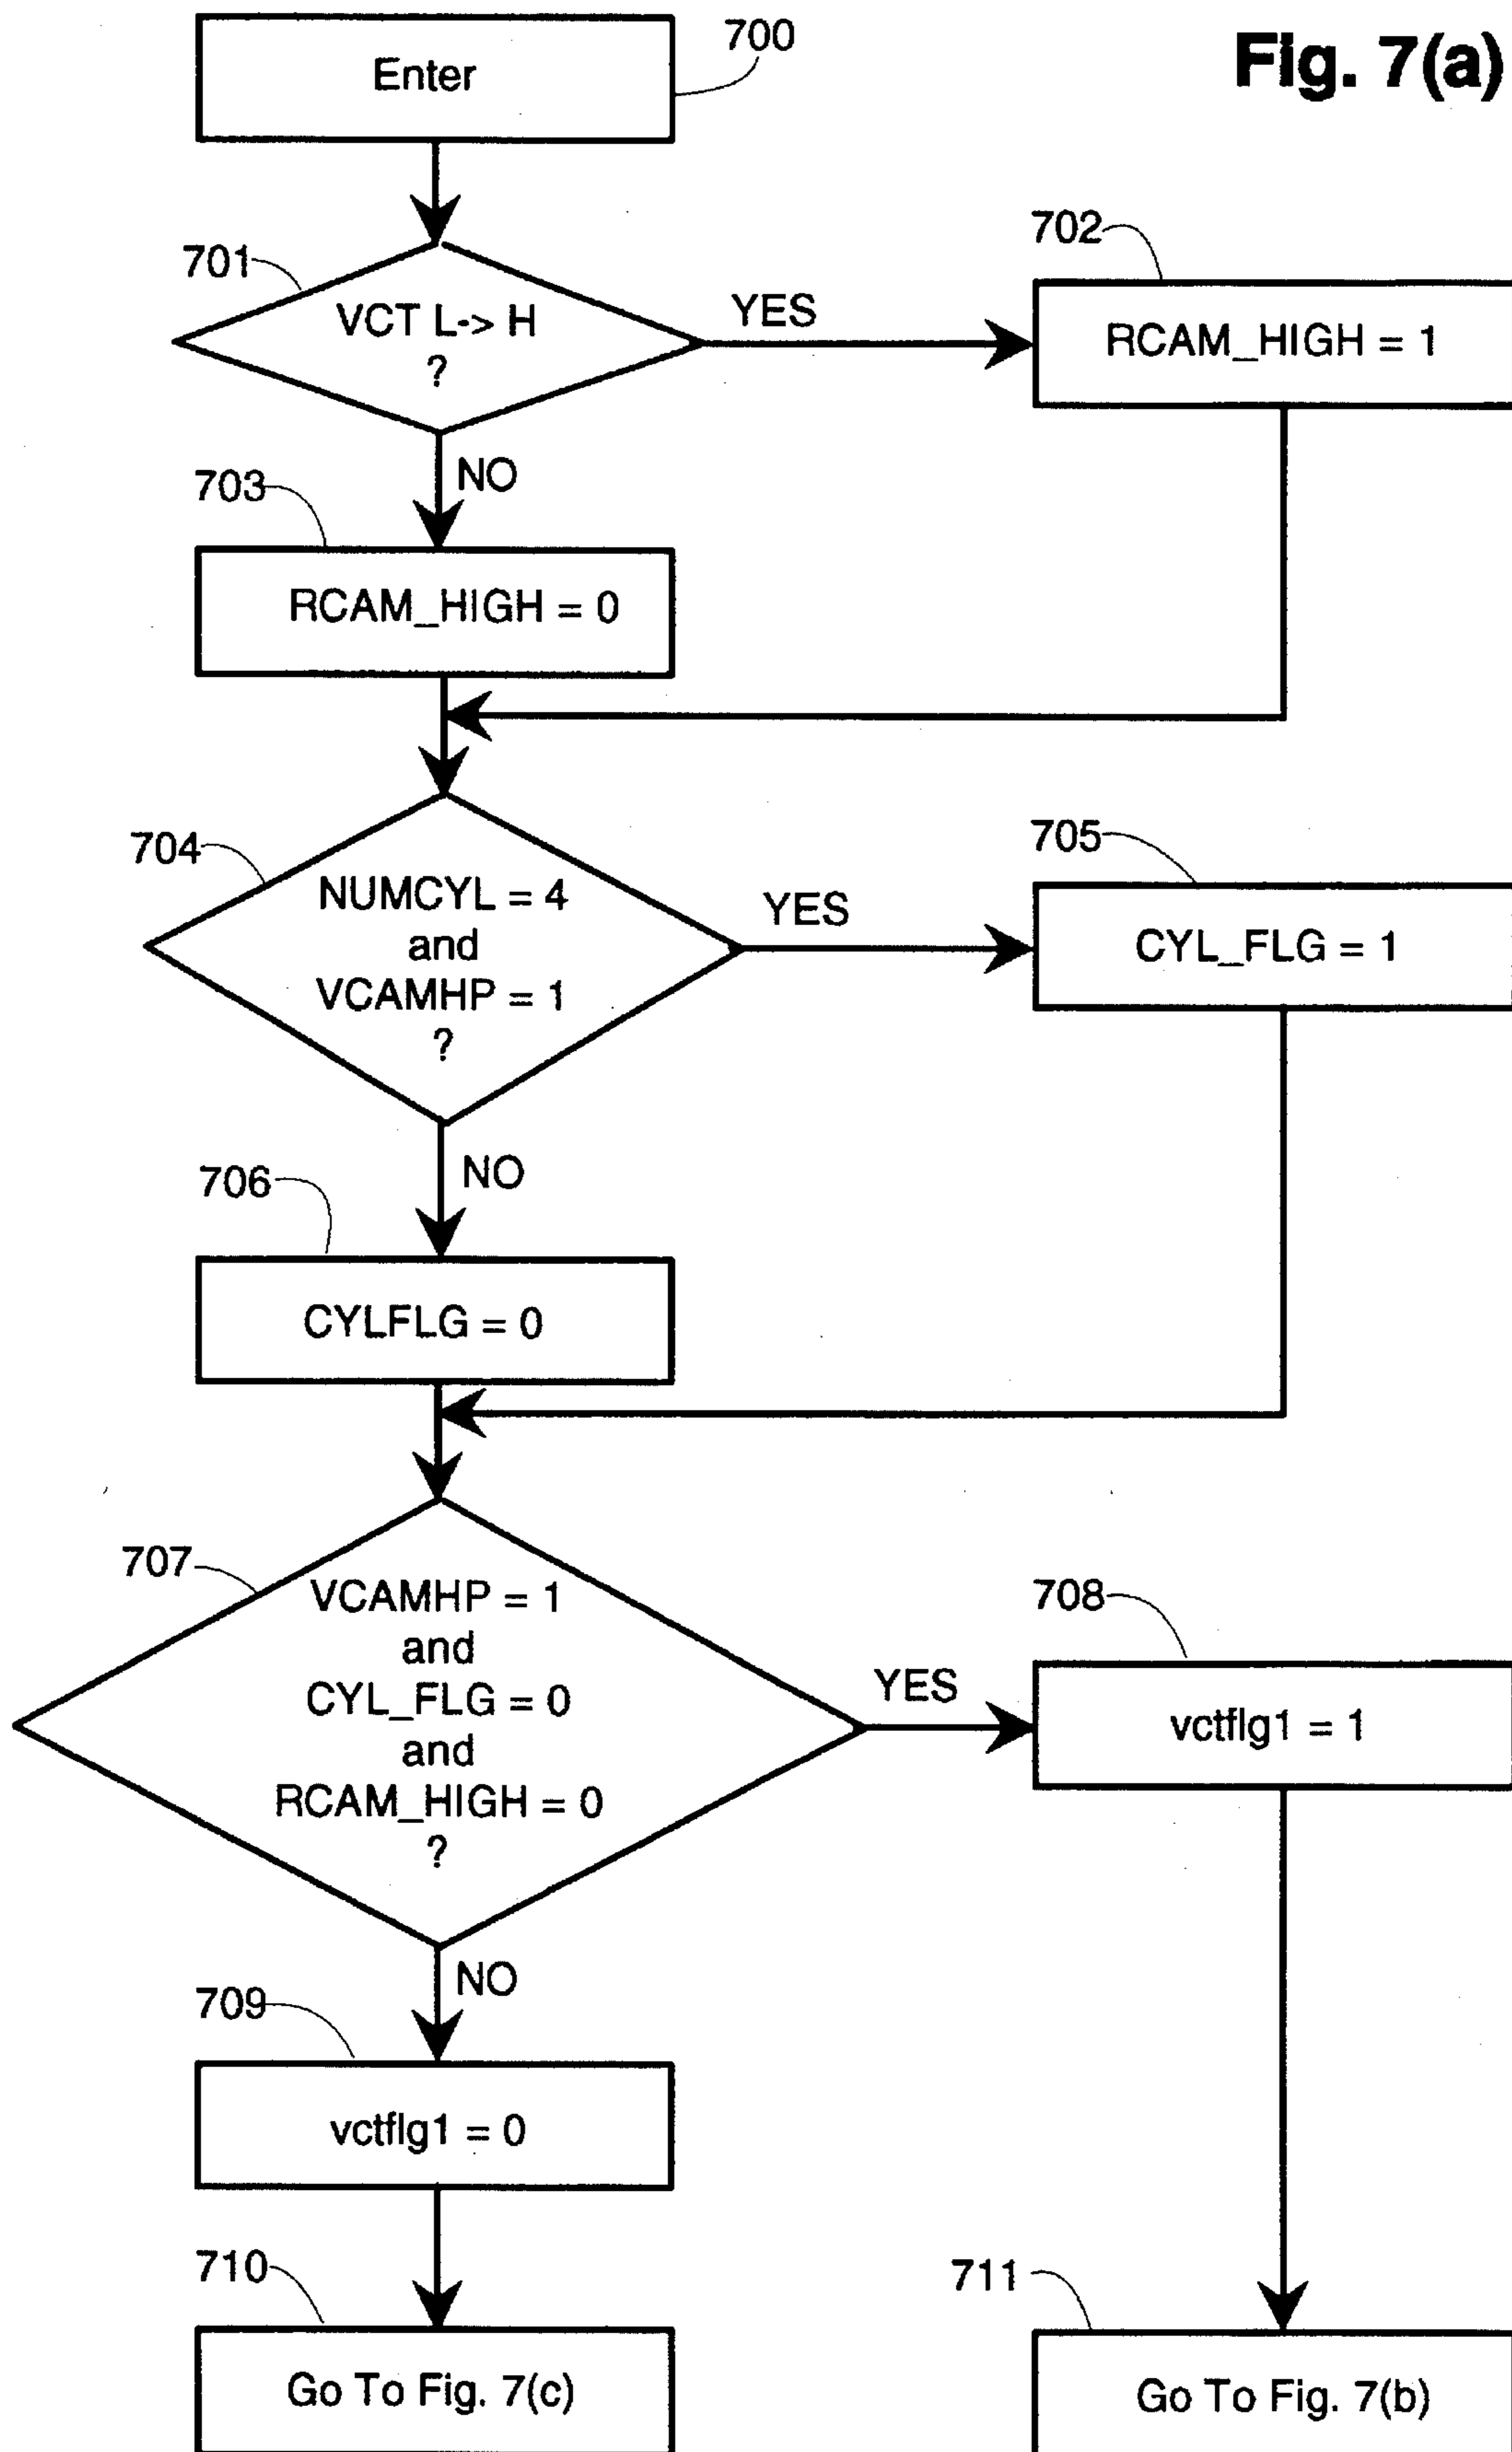 Fig. 7(a)
700
Enter
701
VCT L-> H
?
YES
702
RCAM_HIGH = 1
NO
703
RCAM_HIGH = 0
704
NUMCYL = 4
and
VCAMHP = 1
?
YES
705
CYL_FLG = 1
NO
706
CYLFLG = 0
707
VCAMHP = 1
and
CYL_FLG = 0
and
RCAM_HIGH = 0
?
YES
708
vctflg1 = 1
NO
709
vctflg1 = 0
710
Go To Fig. 7(c)
711
Go To Fig. 7(b)